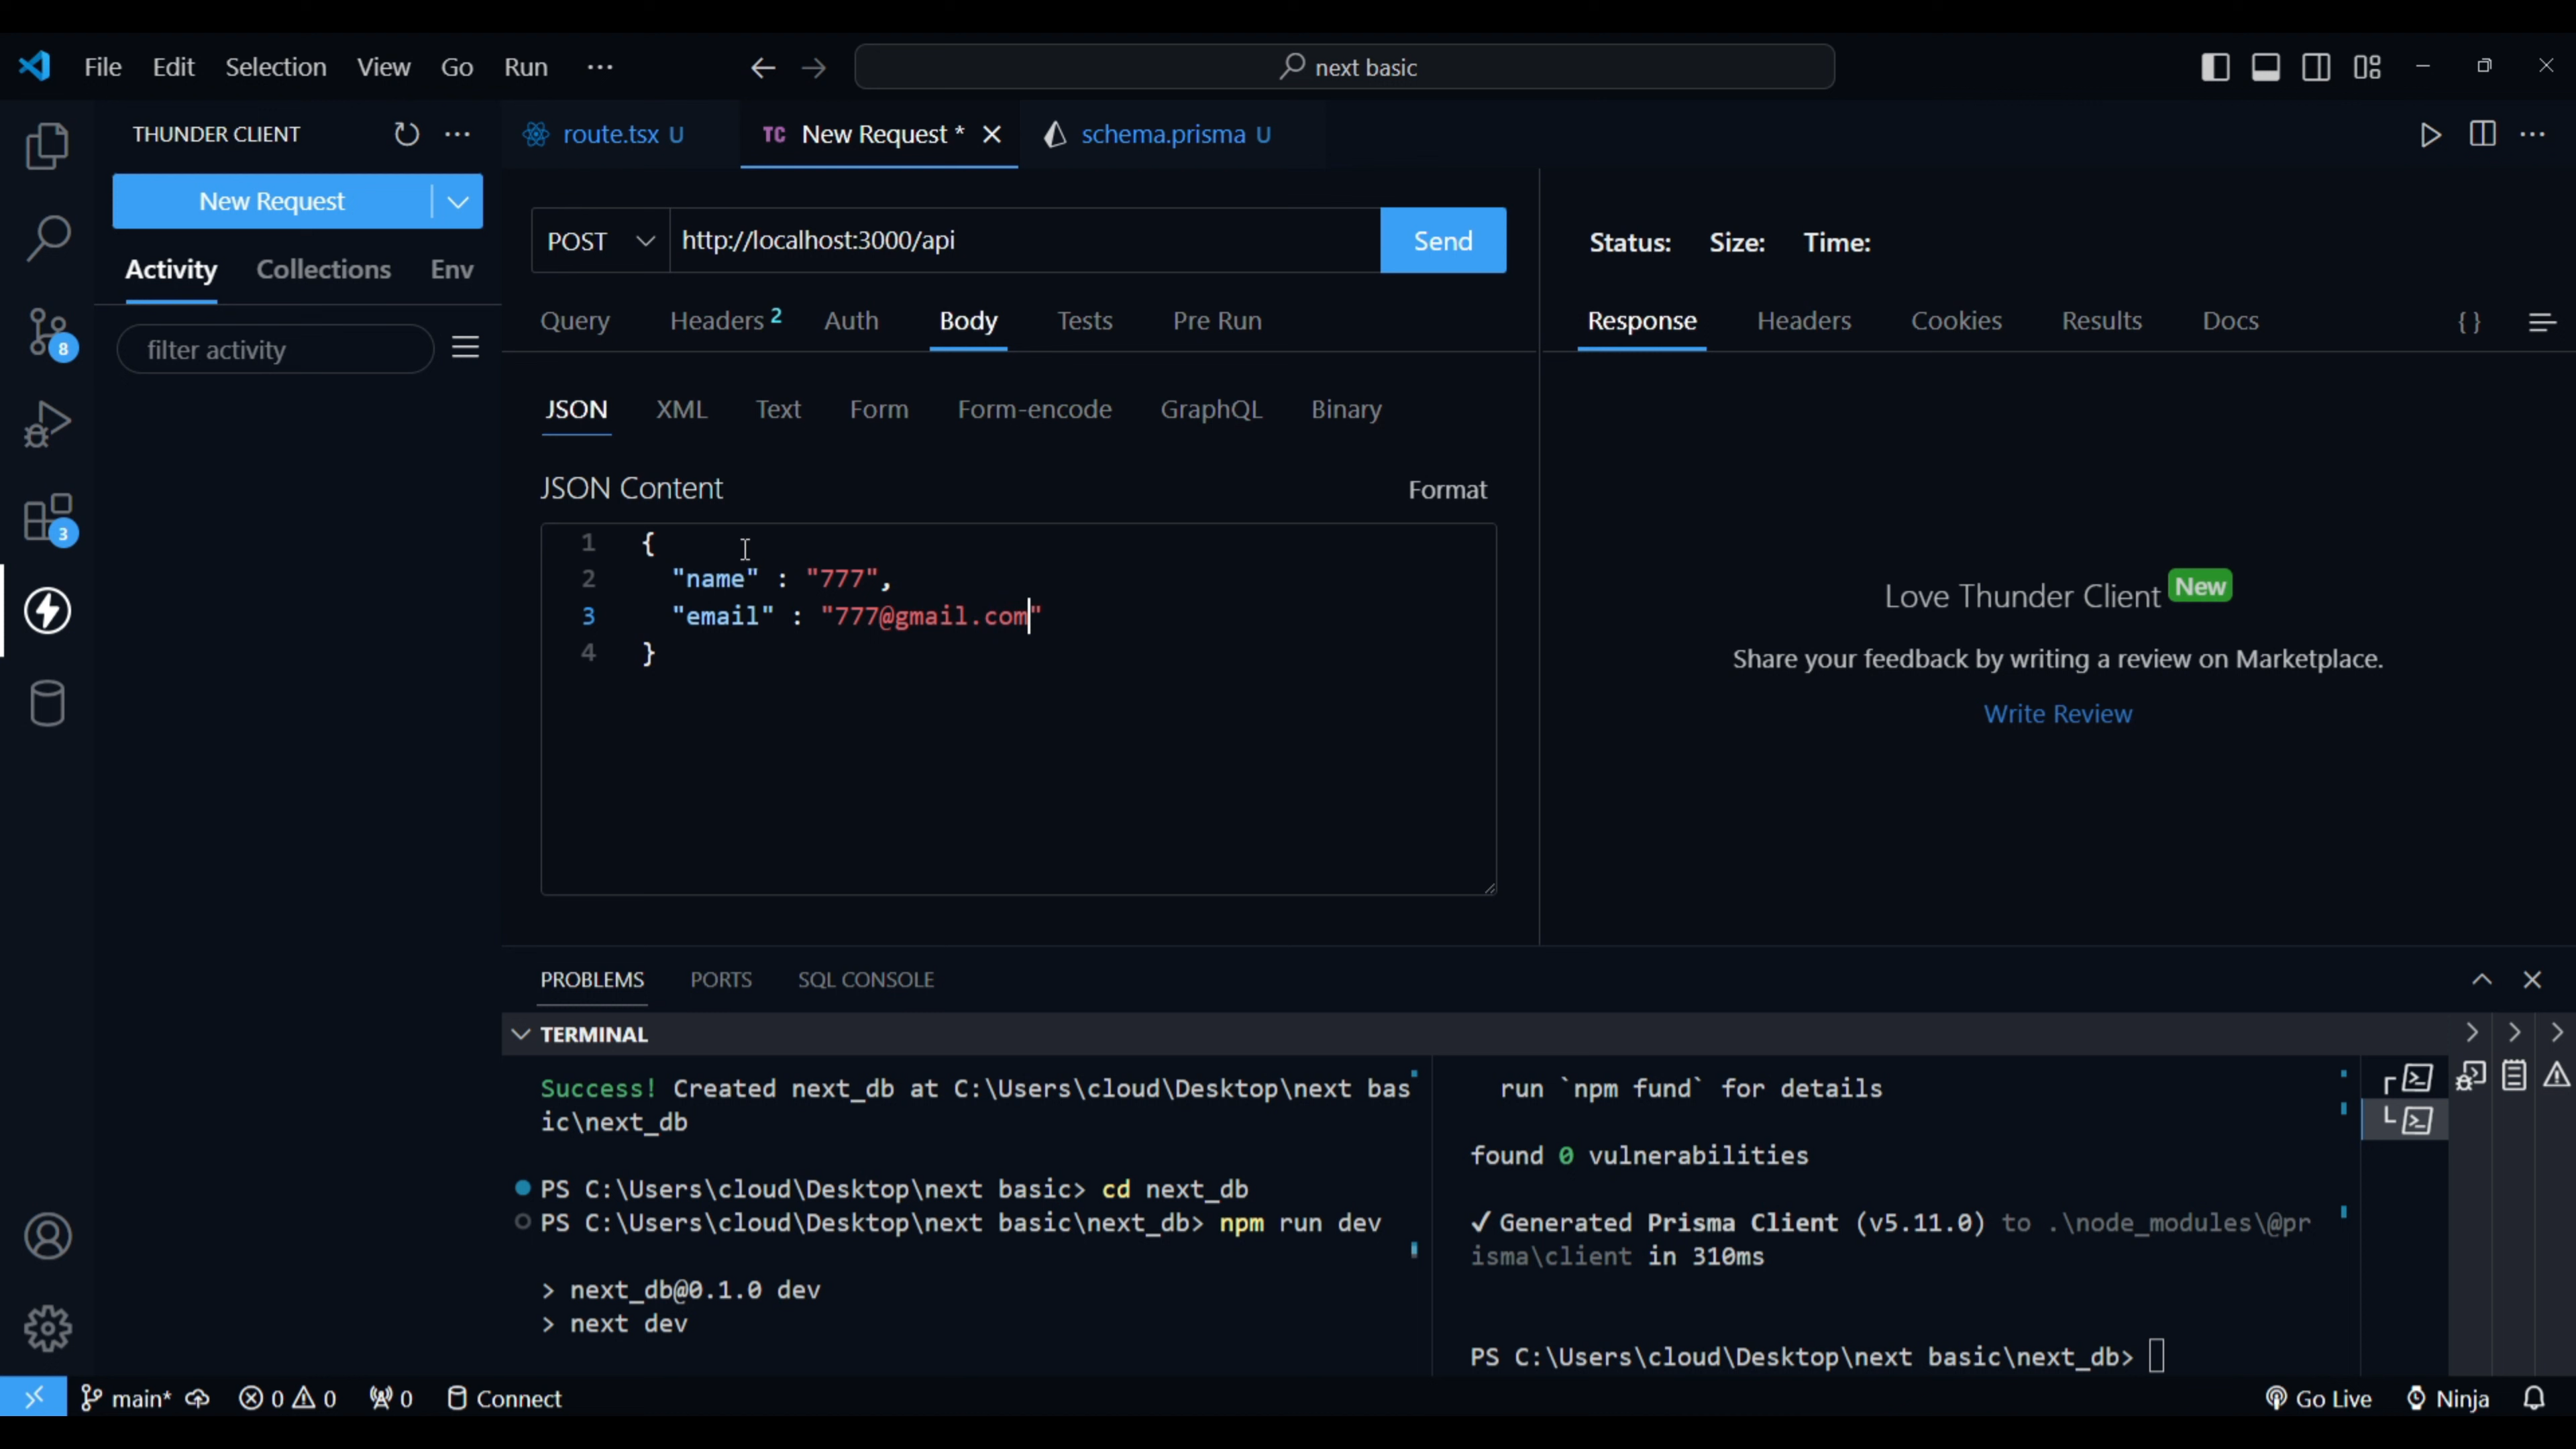 File Edit Selection View Go Run ··· next basic
THUNDER CLIENT
route.tsx U TC New Request * schema.prisma U
New Request
Activity Collections Env
filter activity
8
3
POST http://localhost:3000/api Send
Query Headers 2 Auth Body Tests Pre Run
JSON XML Text Form Form-encode GraphQL Binary
JSON Content Format
1 {
2 "name" : "777",
3 "email" : "777@gmail.com"
4 }
Status: Size: Time:
Response Headers Cookies Results Docs { }
Love Thunder Client New
Share your feedback by writing a review on Marketplace.
Write Review
PROBLEMS PORTS SQL CONSOLE
TERMINAL
Success! Created next_db at C:\Users\cloud\Desktop\next bas
ic\next_db
PS C:\Users\cloud\Desktop\next basic> cd next_db
PS C:\Users\cloud\Desktop\next basic\next_db> npm run dev
> next_db@0.1.0 dev
> next dev
run `npm fund` for details
found 0 vulnerabilities
✓ Generated Prisma Client (v5.11.0) to .\node_modules\@pr
isma\client in 310ms
PS C:\Users\cloud\Desktop\next basic\next_db>
main* 0 0 0 Connect Go Live Ninja